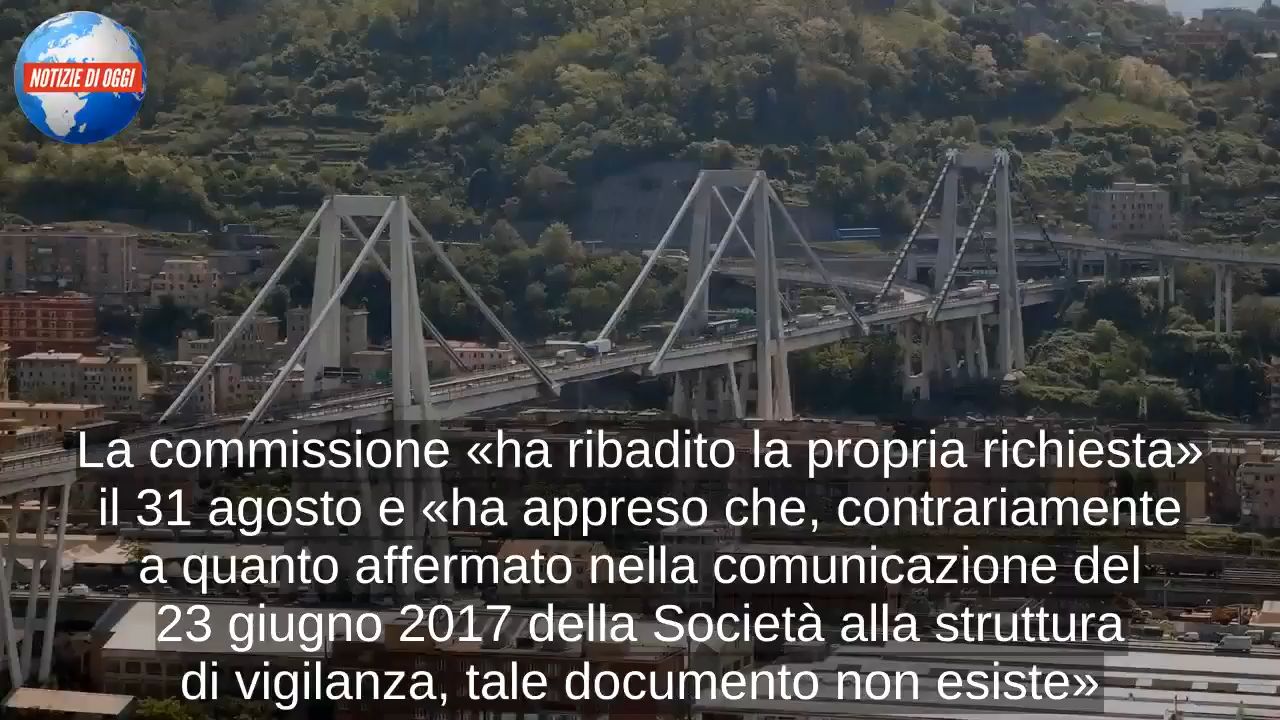 NOTIZIE DI OGGI
La commissione «ha ribadito la propria richiesta»
il 31 agosto e «ha appreso che, contrariamente
a quanto affermato nella comunicazione del
23 giugno 2017 della Società alla struttura
di vigilanza, tale documento non esiste»